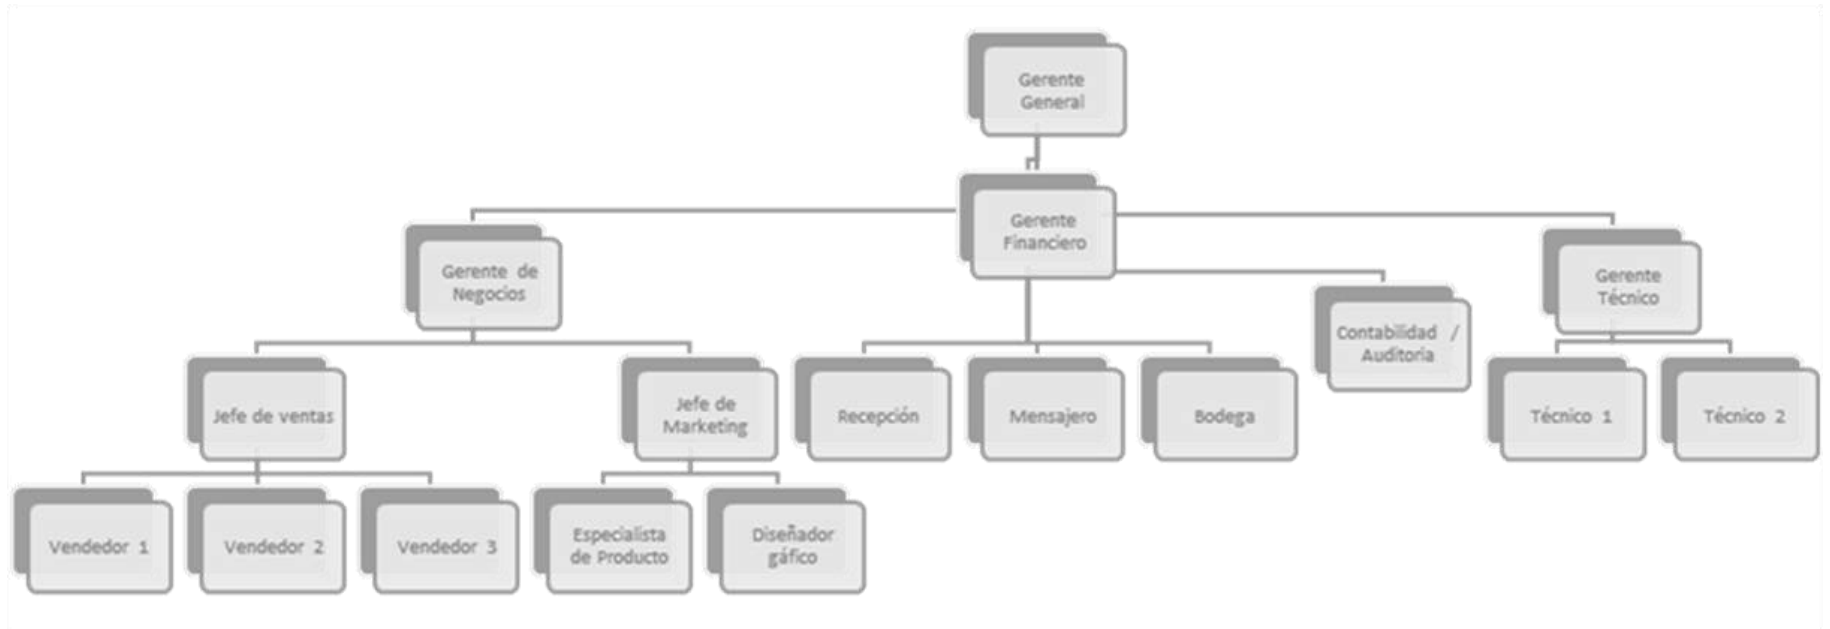 Gerente
General
Gerente
Financiero
Gerente de
Negocios
Gerente
Técnico
Contabilidad /
Auditoria
Jefe de ventas
Jefe de
Marketing
Recepción
Mensajero
Bodega
Técnico 1
Técnico 2
Vendedor 1
Vendedor 2
Vendedor 3
Especialista
de Producto
Diseñador
gáfico